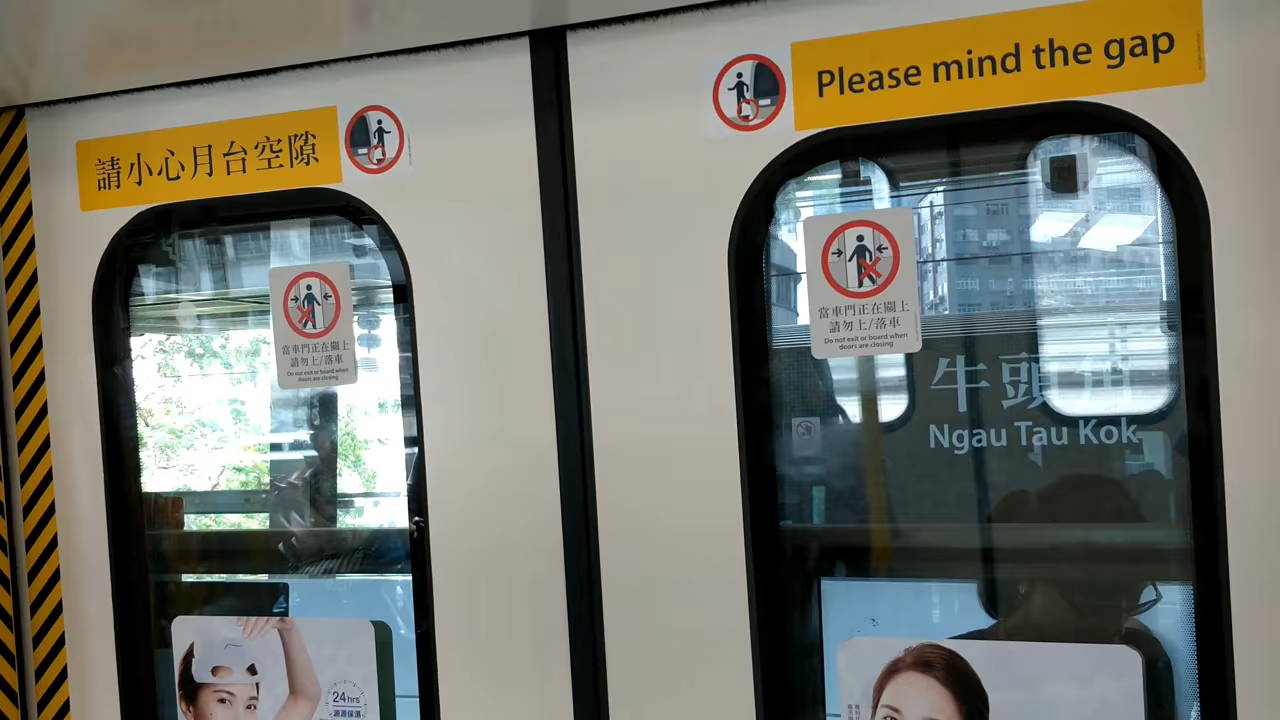 請小心月台空隙
Please mind the gap
當車門正在關上
請勿上/落車
Do not exit or board when
doors are closing
當車門正在關上
請勿上/落車
Do not exit or board when
doors are closing
牛頭角
Ngau Tau Kok
24hrs